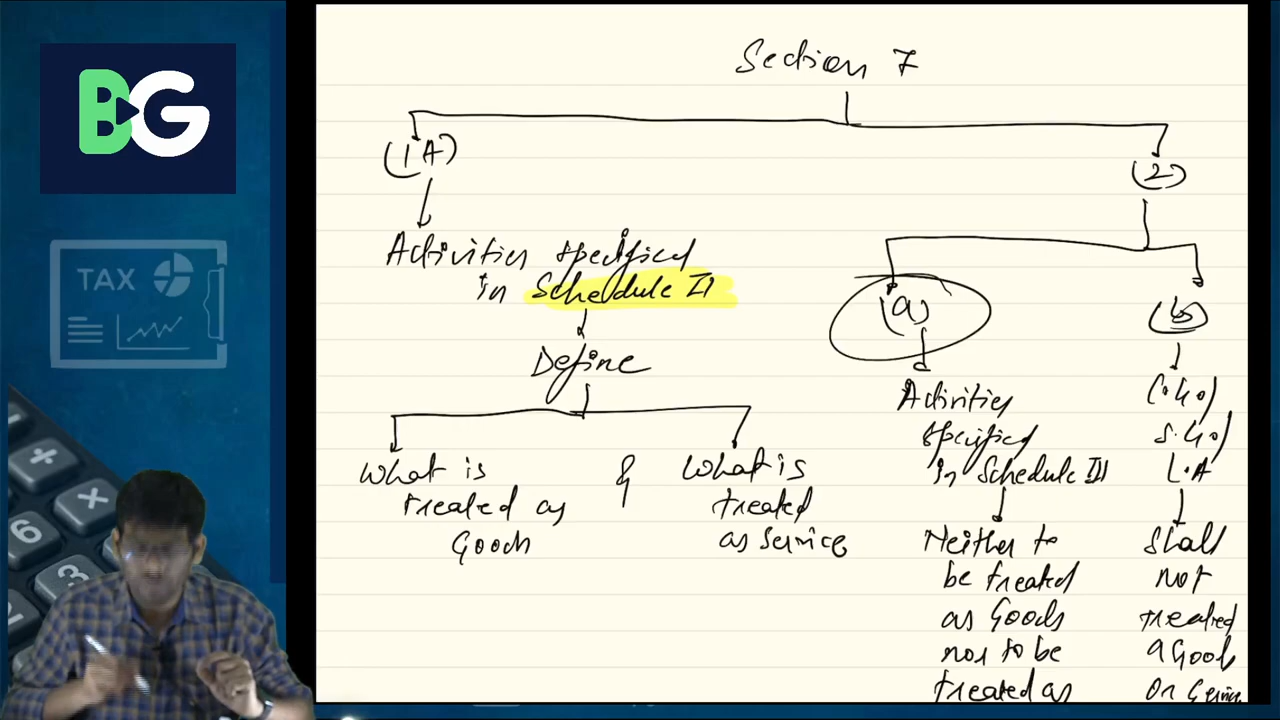 BG
TAX
Section 7
(1A)
(2)
Activities specified
in Schedule II
Define
What is
treated as
Goods
&
What is
treated
as Service
(a)
Activities
specified
in Schedule III
Neither to
be treated
as Goods
nor to be
treated as
(b)
C.Go)
S.Go)
L.A
Shall
not
treated
a Good
or Service